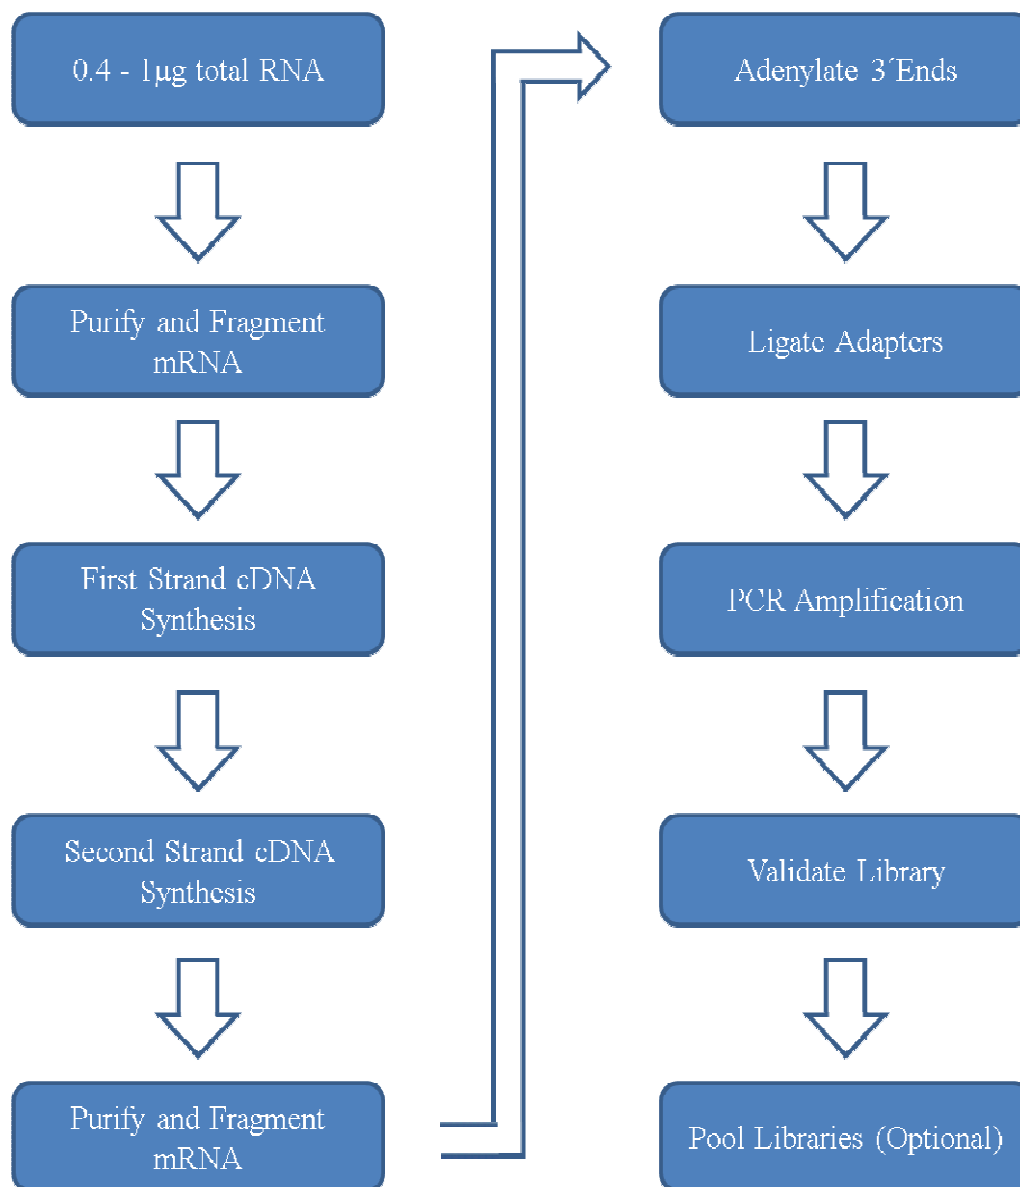 0.4 - 1µg total RNA
Purify and Fragment
mRNA
First Strand cDNA
Synthesis
Second Strand cDNA
Synthesis
Purify and Fragment
mRNA
Adenylate 3´Ends
Ligate Adapters
PCR Amplification
Validate Library
Pool Libraries (Optional)